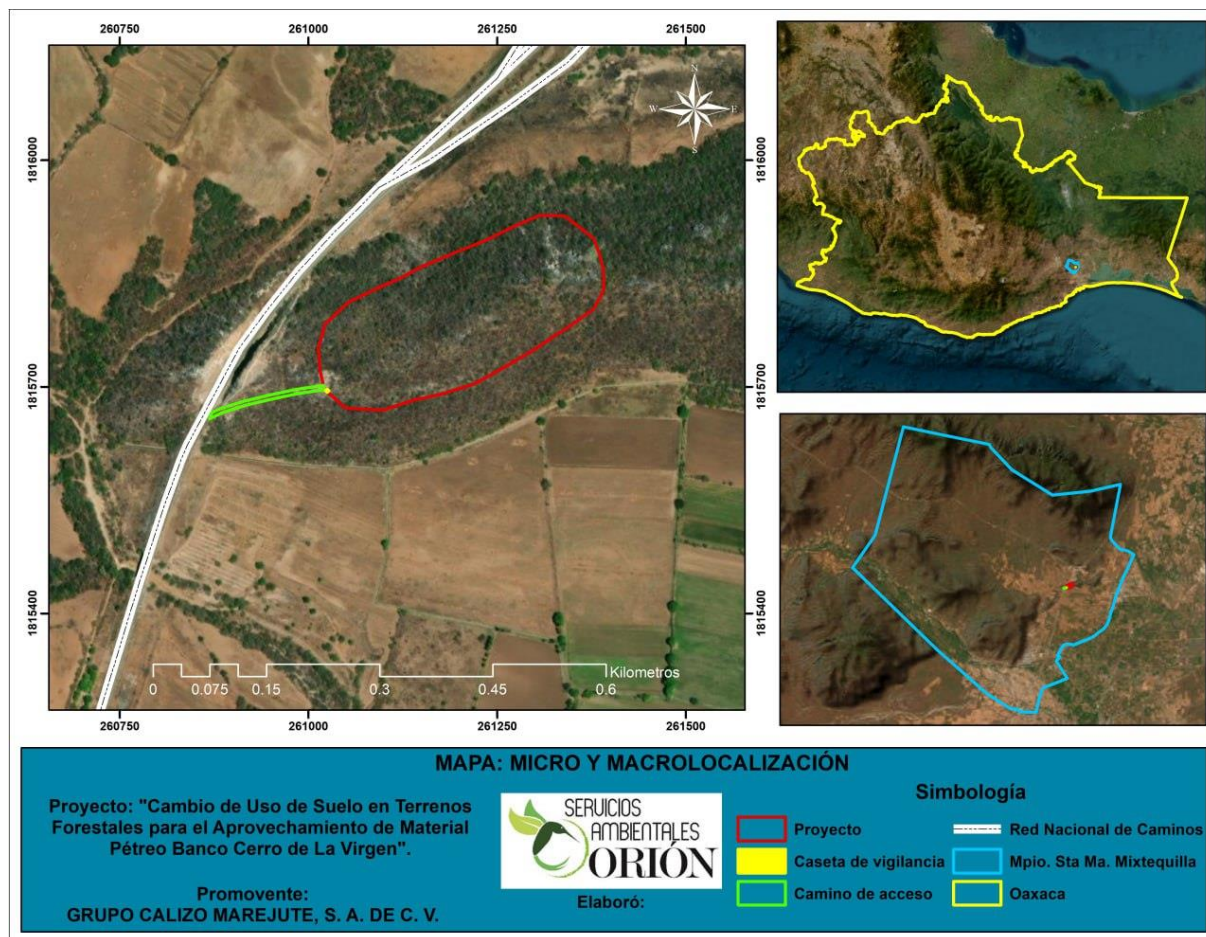 260750 261000 261250 261500
1816000
1815700
1815400
1816000
1815700
1815400
N
W E
S
Kilometros
0 0.075 0.15 0.3 0.45 0.6
260750 261000 261250 261500
MAPA: MICRO Y MACROLOCALIZACIÓN
Proyecto: "Cambio de Uso de Suelo en Terrenos
Forestales para el Aprovechamiento de Material
Pétreo Banco Cerro de La Virgen".
Promovente:
GRUPO CALIZO MAREJUTE, S. A. DE C. V.
SERVICIOS
AMBIENTALES
ORIÓN
Elaboró:
Simbología
Proyecto
Caseta de vigilancia
Camino de acceso
Red Nacional de Caminos
Mpio. Sta Ma. Mixtequilla
Oaxaca